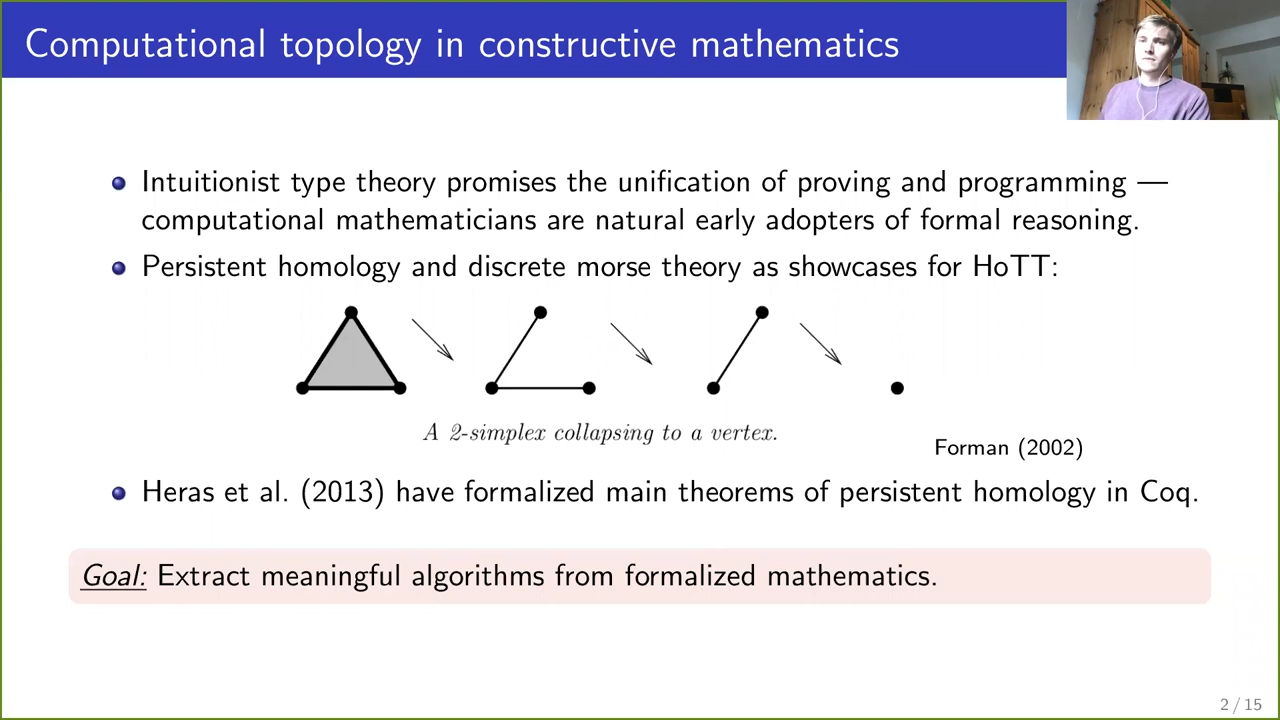 Computational topology in constructive mathematics
Intuitionist type theory promises the unification of proving and programming —
computational mathematicians are natural early adopters of formal reasoning.
Persistent homology and discrete morse theory as showcases for HoTT:
A 2-simplex collapsing to a vertex.
Forman (2002)
Heras et al. (2013) have formalized main theorems of persistent homology in Coq.
Goal: Extract meaningful algorithms from formalized mathematics.
2 / 15